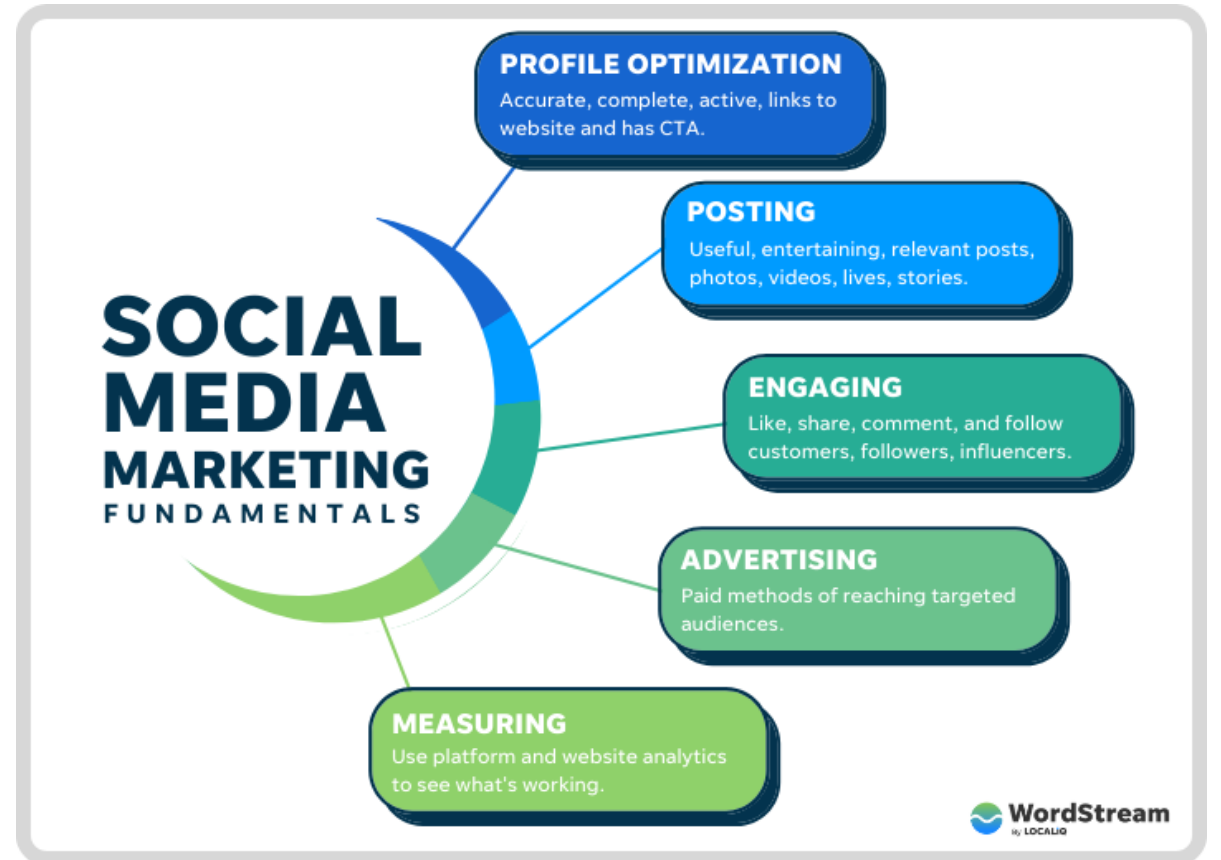 SOCIAL
MEDIA
MARKETING
FUNDAMENTALS
PROFILE OPTIMIZATION
Accurate, complete, active, links to
website and has CTA.
POSTING
Useful, entertaining, relevant posts,
photos, videos, lives, stories.
ENGAGING
Like, share, comment, and follow
customers, followers, influencers.
ADVERTISING
Paid methods of reaching targeted
audiences.
MEASURING
Use platform and website analytics
to see what's working.
WordStream
By LOCALiQ